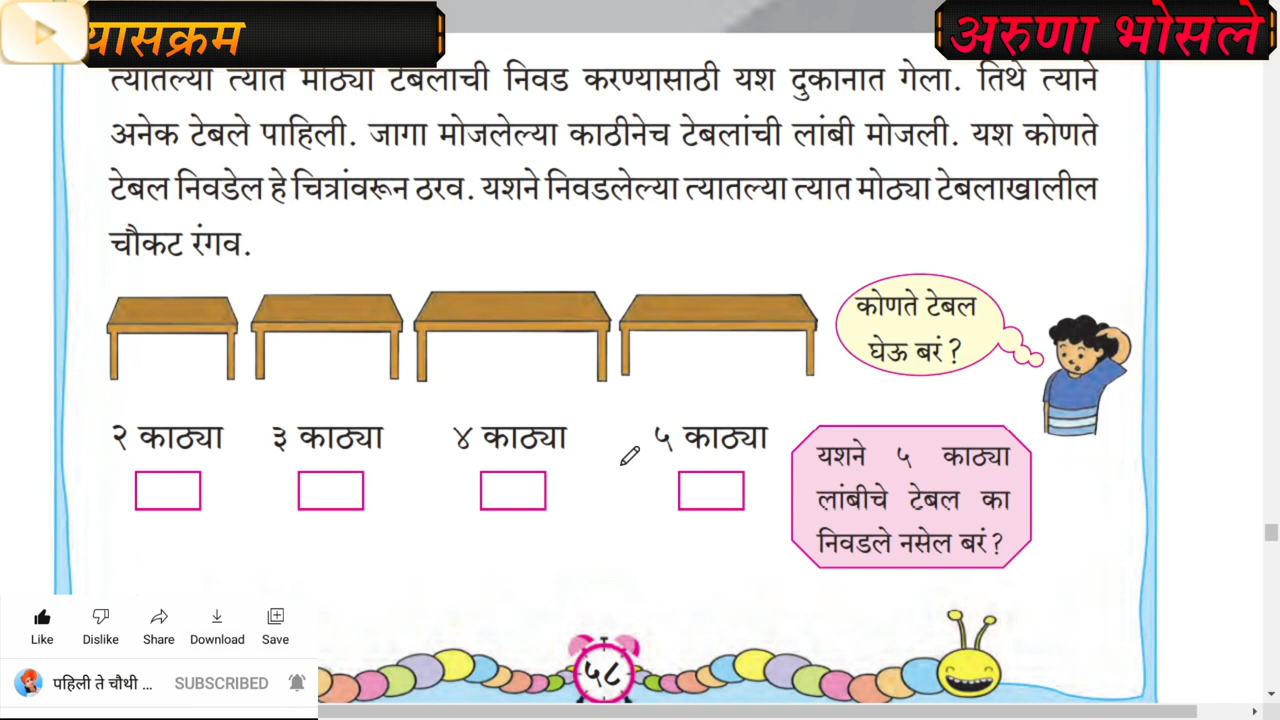 यासक्रम
अरुणा भोसले
त्यातल्या त्यात मोठ्या टेबलाची निवड करण्यासाठी यश दुकानात गेला. तिथे त्याने
अनेक टेबले पाहिली. जागा मोजलेल्या काठीनेच टेबलांची लांबी मोजली. यश कोणते
टेबल निवडेल हे चित्रांवरून ठरव. यशने निवडलेल्या त्यातल्या त्यात मोठ्या टेबलाखालील
चौकट रंगव.
कोणते टेबल
घेऊ बरं ?
२ काठ्या ३ काठ्या ४ काठ्या ५ काठ्या
यशने ५ काठ्या
लांबीचे टेबल का
निवडले नसेल बरं ?
Like Dislike Share Download Save
५८
पहिली ते चौथी ... SUBSCRIBED